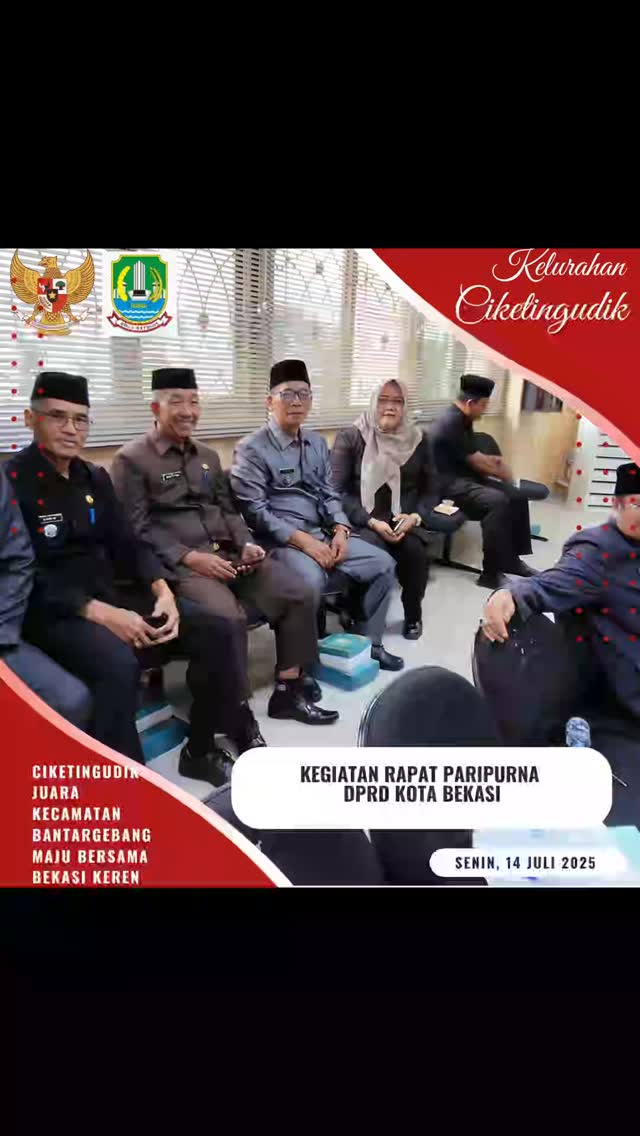 Kelurahan
Ciketingudik
CIKETINGUDIK
JUARA
KECAMATAN
BANTARGEBANG
MAJU BERSAMA
BEKASI KEREN
KEGIATAN RAPAT PARIPURNA
DPRD KOTA BEKASI
SENIN, 14 JULI 2025